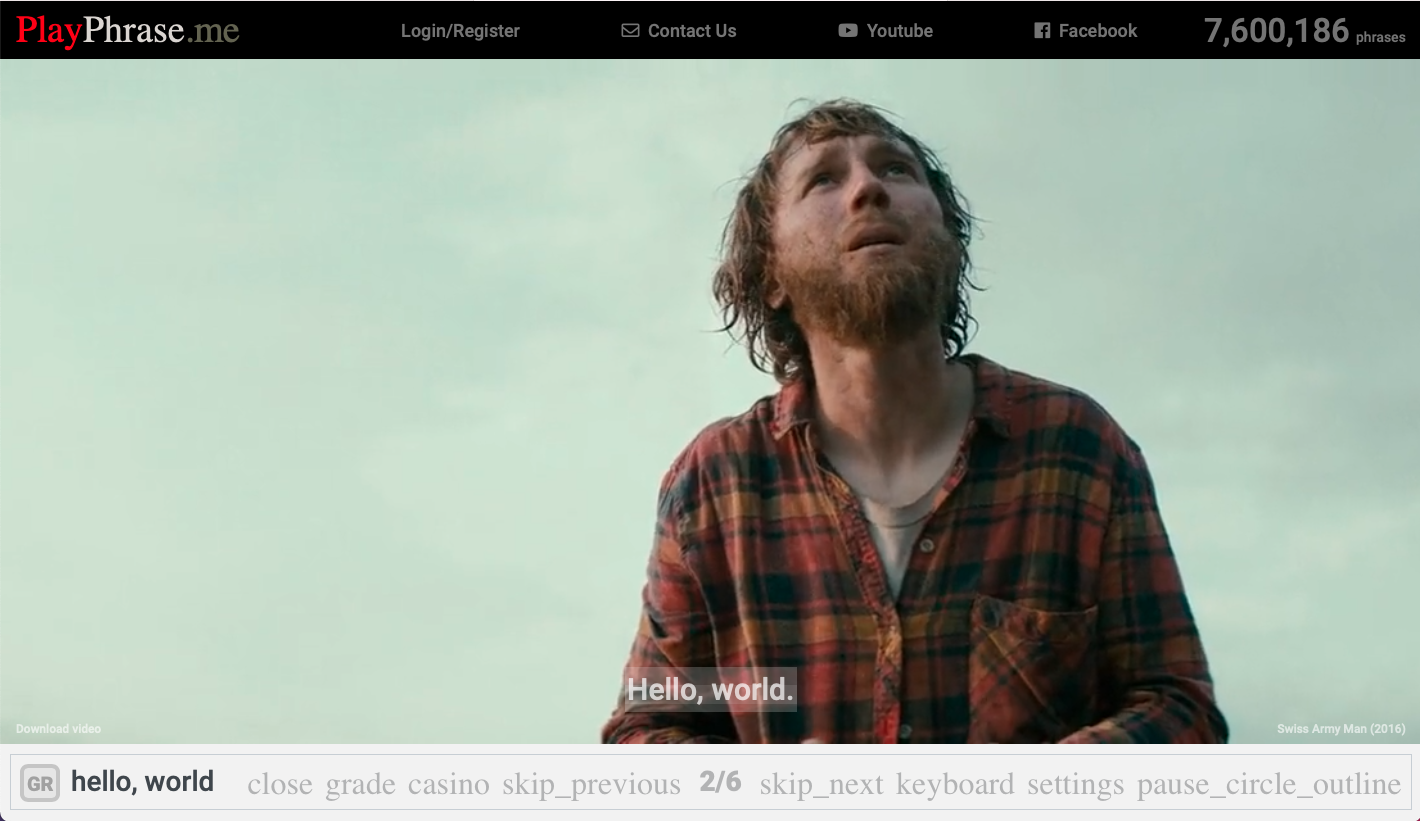 PlayPhrase.me Login/Register Contact Us Youtube Facebook 7,600,186 phrases
Hello, world.
Download video Swiss Army Man (2016)
GR hello, world close grade casino skip_previous 2/6 skip_next keyboard settings pause_circle_outline